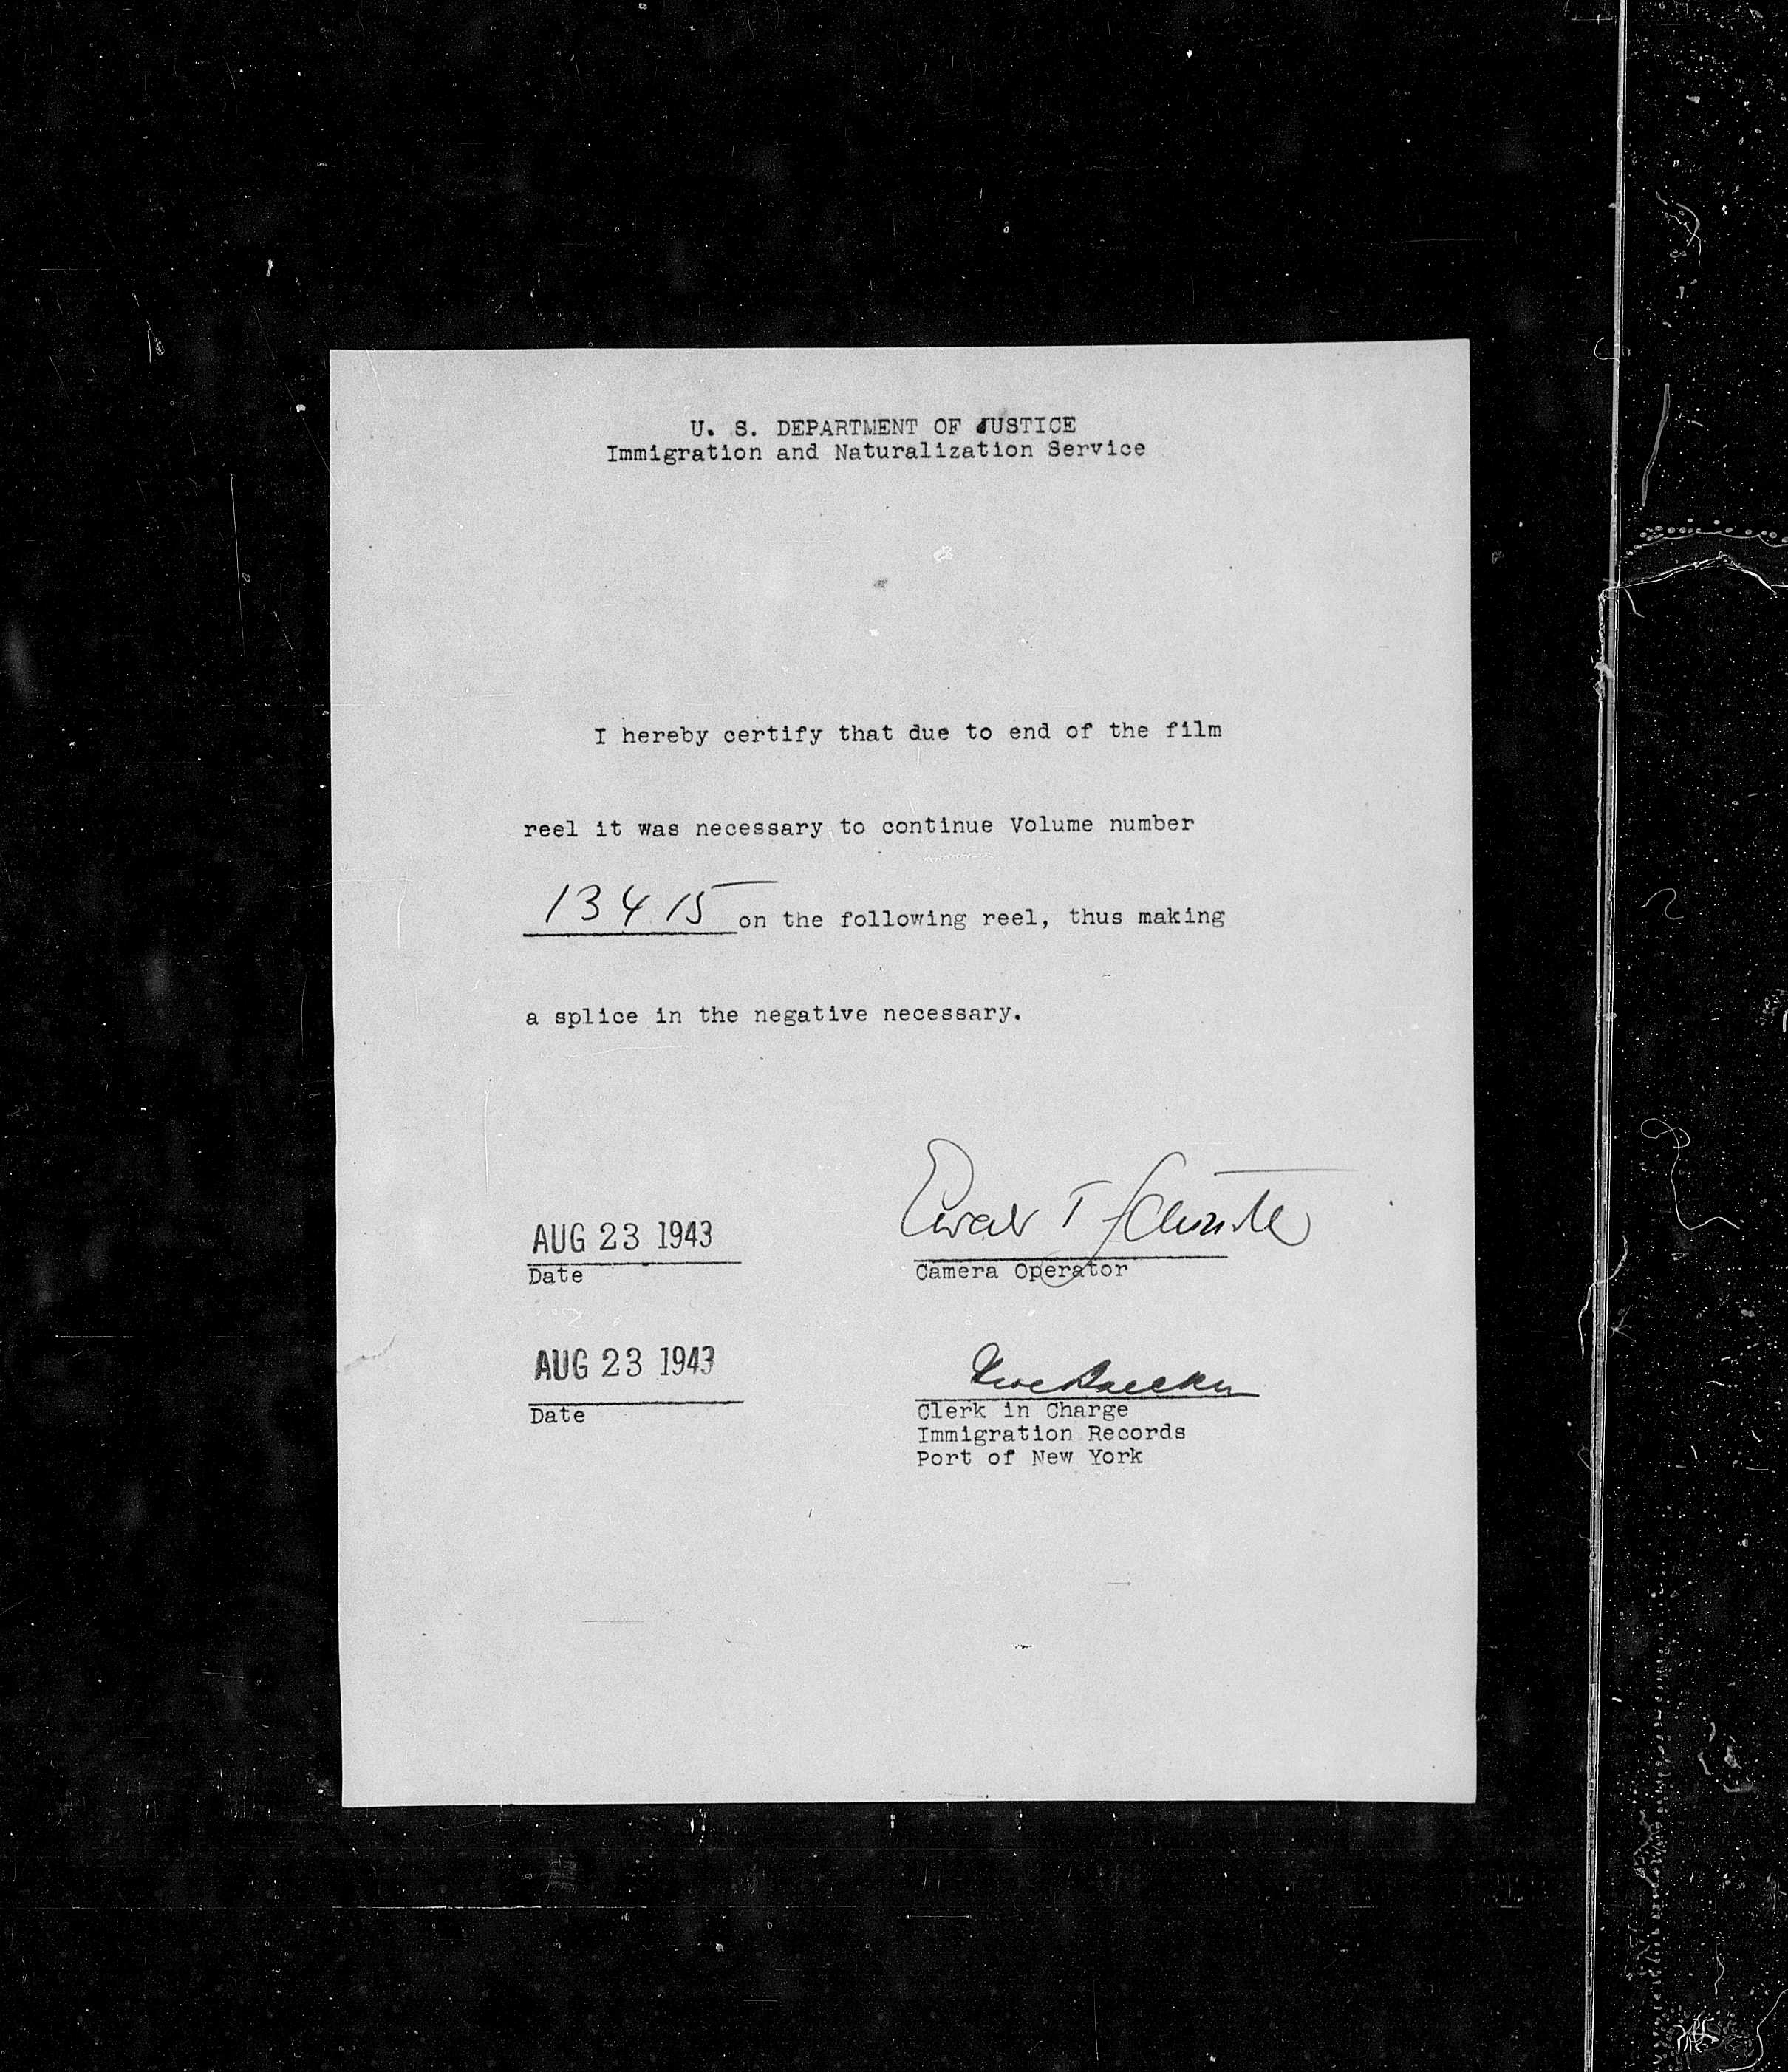 U. S. DEPARTMENT OF JUSTICE
Immigration and Naturalization Service
I hereby certify that due to end of the film
reel it was necessary to continue Volume number
13415 on the following reel, thus making
a splice in the negative necessary.
AUG 23 1943
Date
Camera Operator
AUG 23 1943
Date
Clerk in Charge
Immigration Records
Port of New York